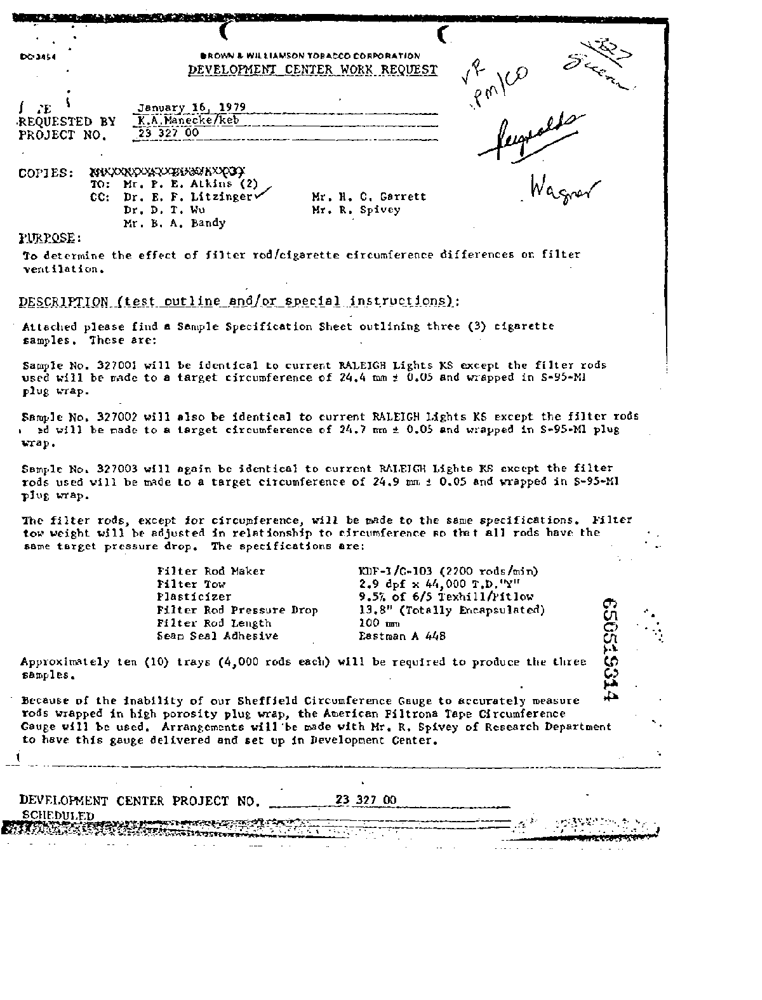 DC-3454
BROWN & WILLIAMSON TOBACCO CORPORATION
DEVELOPMENT CENTER WORK REQUEST
327
VR
PM/CO
Reynolds
Wagner
January 16, 1979
REQUESTED BY K.A.Manecke/keb
PROJECT NO. 23 327 00
COPIES:
TO: Mr. P. E. Atkins (2)
CC: Dr. E. F. Litzinger✓ Mr. H. C. Garrett
Dr. D. T. Wu Mr. R. Spivey
Mr. B. A. Bandy
PURPOSE:
To determine the effect of filter rod/cigarette circumference differences on filter
ventilation.
DESCRIPTION (test outline and/or special instructions):
Attached please find a Sample Specification Sheet outlining three (3) cigarette
samples. These are:
Sample No. 327001 will be identical to current RALEIGH Lights KS except the filter rods
used will be made to a target circumference of 24.4 mm ± 0.05 and wrapped in S-95-M1
plug wrap.
Sample No. 327002 will also be identical to current RALEIGH Lights KS except the filter rods
ed will be made to a target circumference of 24.7 mm ± 0.05 and wrapped in S-95-M1 plug
wrap.
Sample No. 327003 will again be identical to current RALEIGH Lights KS except the filter
rods used will be made to a target circumference of 24.9 mm ± 0.05 and wrapped in S-95-M1
plug wrap.
The filter rods, except for circumference, will be made to the same specifications. Filter
tow weight will be adjusted in relationship to circumference so that all rods have the
same target pressure drop. The specifications are:
Filter Rod Maker KDF-1/C-103 (2200 rods/min)
Filter Tow 2.9 dpf x 44,000 T.D."Y"
Plasticizer 9.5% of 6/5 Texhill/Fitlow
Filter Rod Pressure Drop 13.8" (Totally Encapsulated)
Filter Rod Length 100 mm
Seam Seal Adhesive Eastman A 44B
650519314
Approximately ten (10) trays (4,000 rods each) will be required to produce the three
samples.
Because of the inability of our Sheffield Circumference Gauge to accurately measure
rods wrapped in high porosity plug wrap, the American Filtrona Tape Circumference
Gauge will be used. Arrangements will be made with Mr. R. Spivey of Research Department
to have this gauge delivered and set up in Development Center.
DEVELOPMENT CENTER PROJECT NO. 23 327 00
SCHEDULED